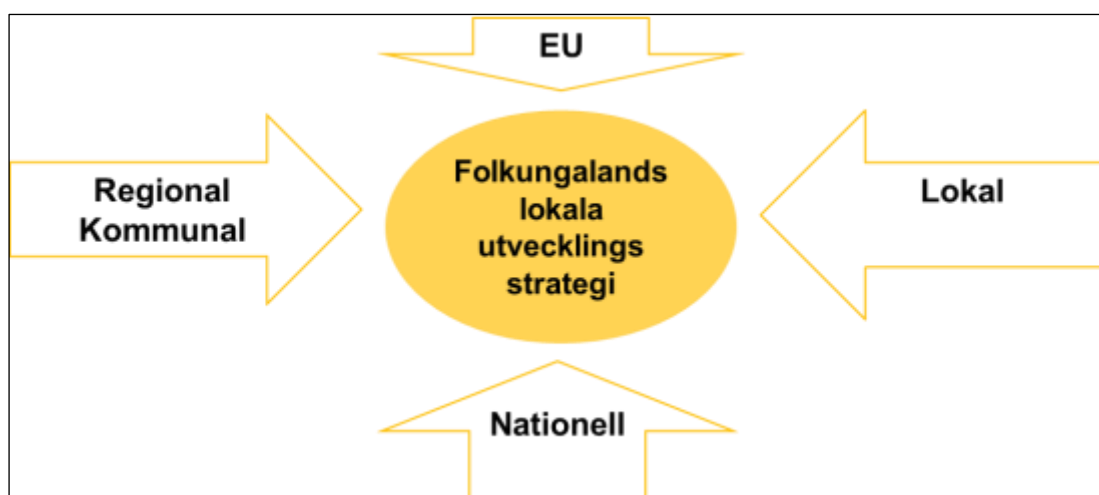 EU
Regional
Kommunal
Folkungalands
lokala
utvecklings
strategi
Lokal
Nationell